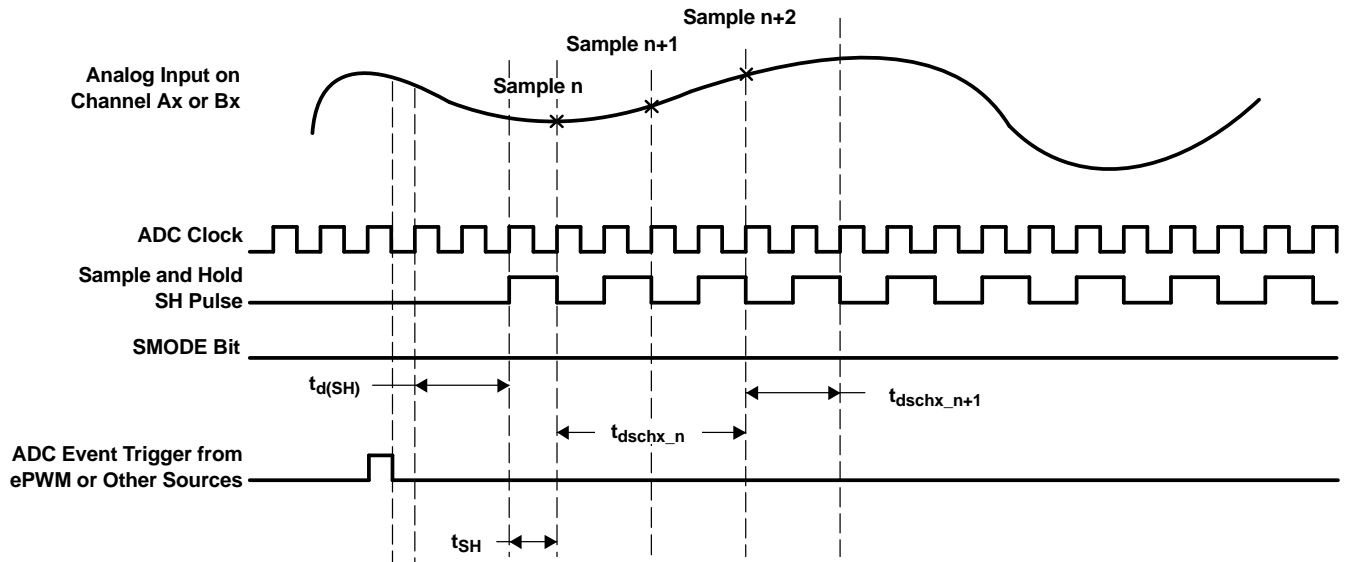 Sample n+2
Sample n+1
Analog Input on
Channel Ax or Bx
Sample n
ADC Clock
Sample and Hold
SH Pulse
SMODE Bit
td(SH)
tdschx_n+1
tdschx_n
ADC Event Trigger from
ePWM or Other Sources
tSH